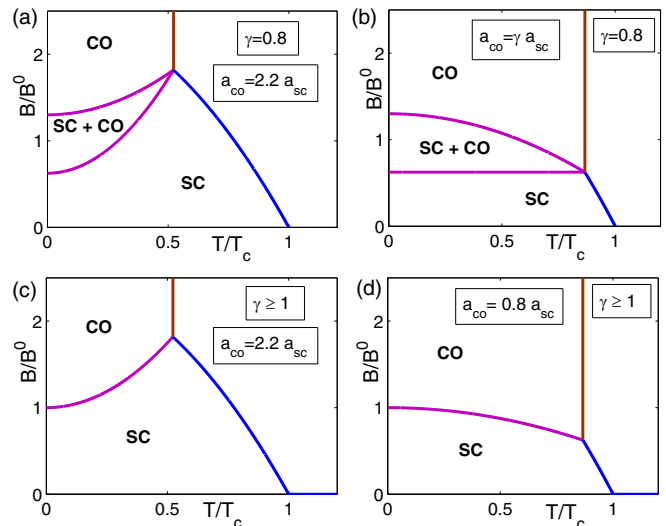 (a)
CO
γ=0.8
a_co=2.2 a_sc
SC + CO
SC
B/B^0
0
1
2
0
0.5
1
T/T_c
(b)
a_co=γ a_sc
γ=0.8
CO
SC + CO
SC
B/B^0
0
1
2
0
0.5
1
T/T_c
(c)
γ ≥ 1
CO
a_co=2.2 a_sc
SC
B/B^0
0
1
2
0
0.5
1
T/T_c
(d)
a_co= 0.8 a_sc
γ ≥ 1
CO
SC
B/B^0
0
1
2
0
0.5
1
T/T_c